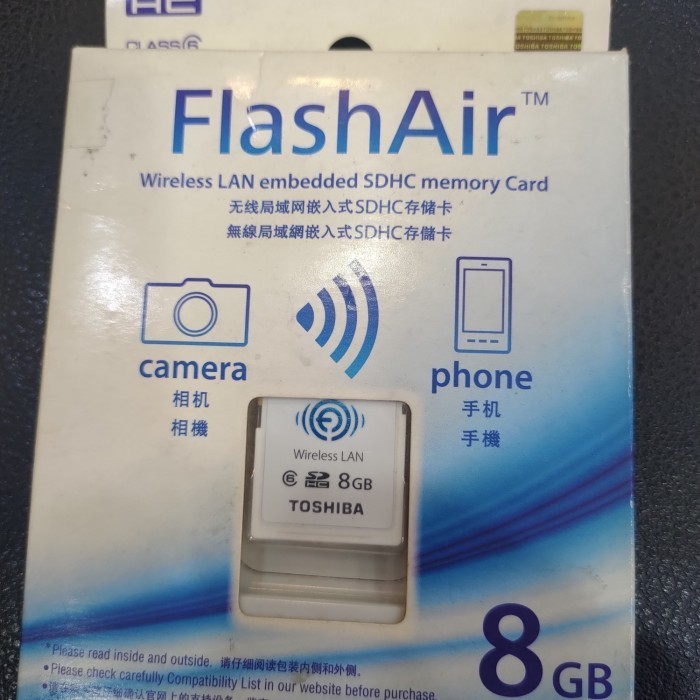 HC
CLASS 6
FlashAir™
Wireless LAN embedded SDHC memory Card
无线局域网嵌入式SDHC存储卡
無線局域網嵌入式SDHC存儲卡
camera
相机
相機
phone
手机
手機
Wireless LAN
6 SDHC 8GB
TOSHIBA
8GB
*Please read inside and outside. 请仔细阅读包装内侧和外侧。
•Please check carefully Compatibility List in our website before purchase.